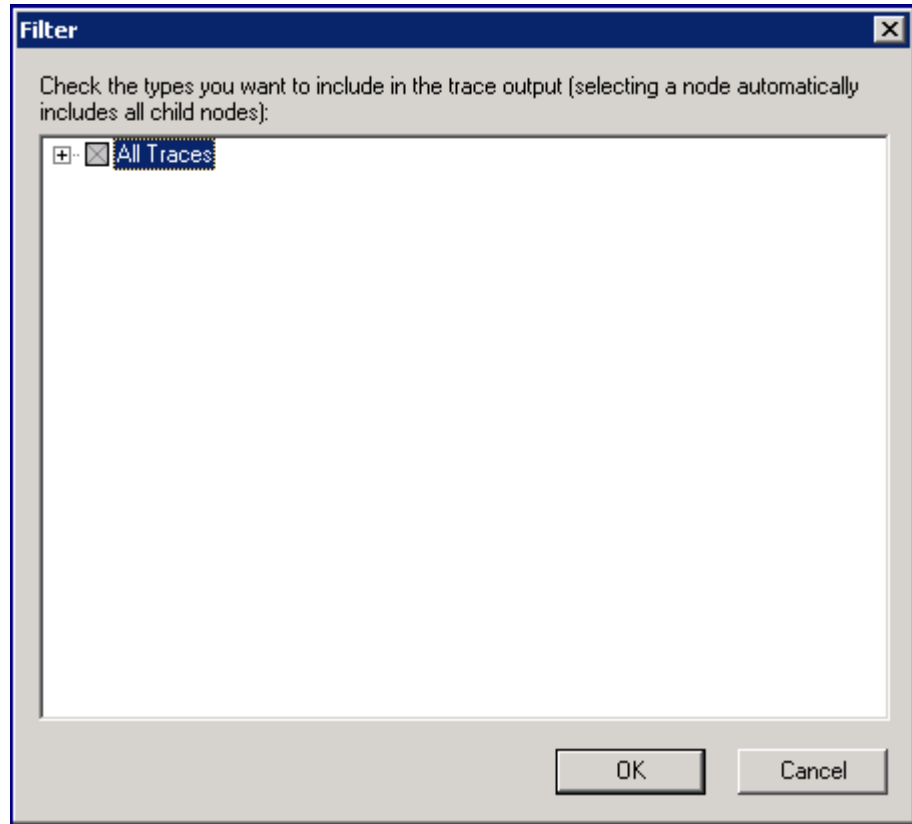 Filter
Check the types you want to include in the trace output (selecting a node automatically
includes all child nodes):
All Traces
OK
Cancel